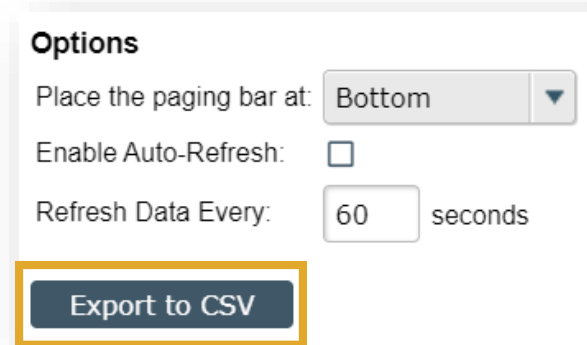 Options
Place the paging bar at: Bottom
Enable Auto-Refresh:
Refresh Data Every: 60 seconds
Export to CSV